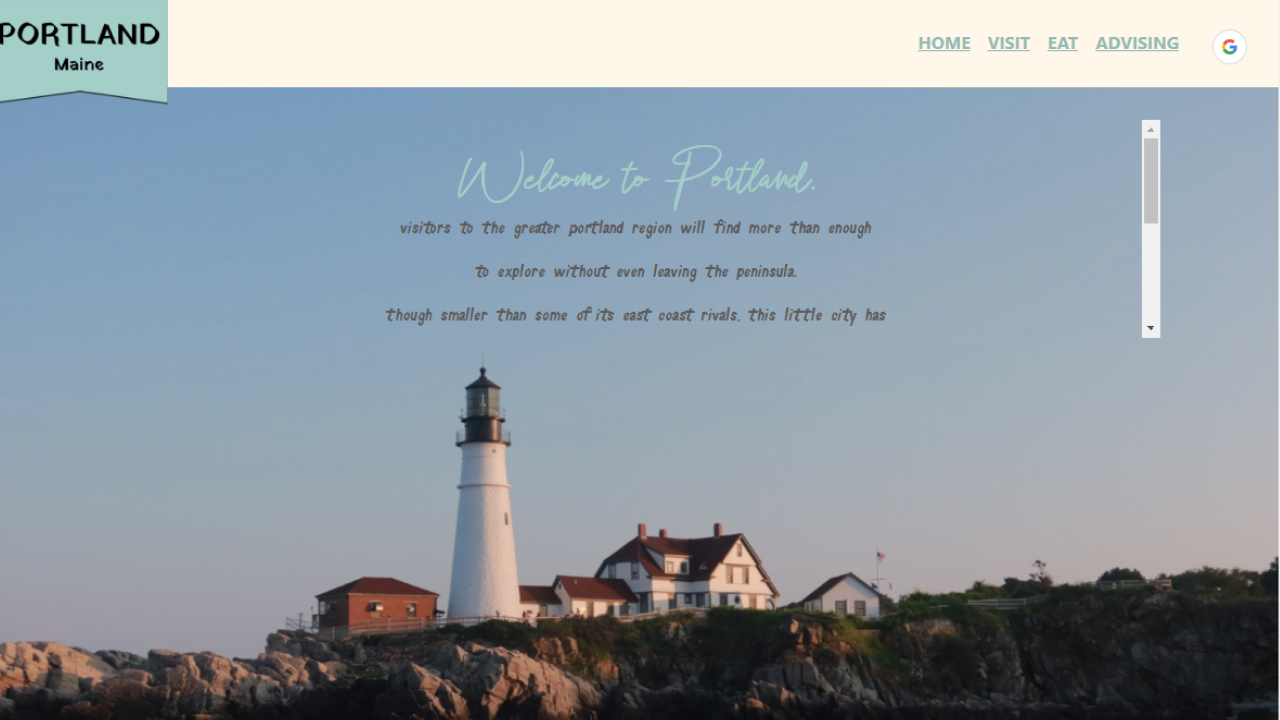 PORTLAND
Maine
HOME VISIT EAT ADVISING
Welcome to Portland.
visitors to the greater portland region will find more than enough
to explore without even leaving the peninsula.
though smaller than some of its east coast rivals, this little city has